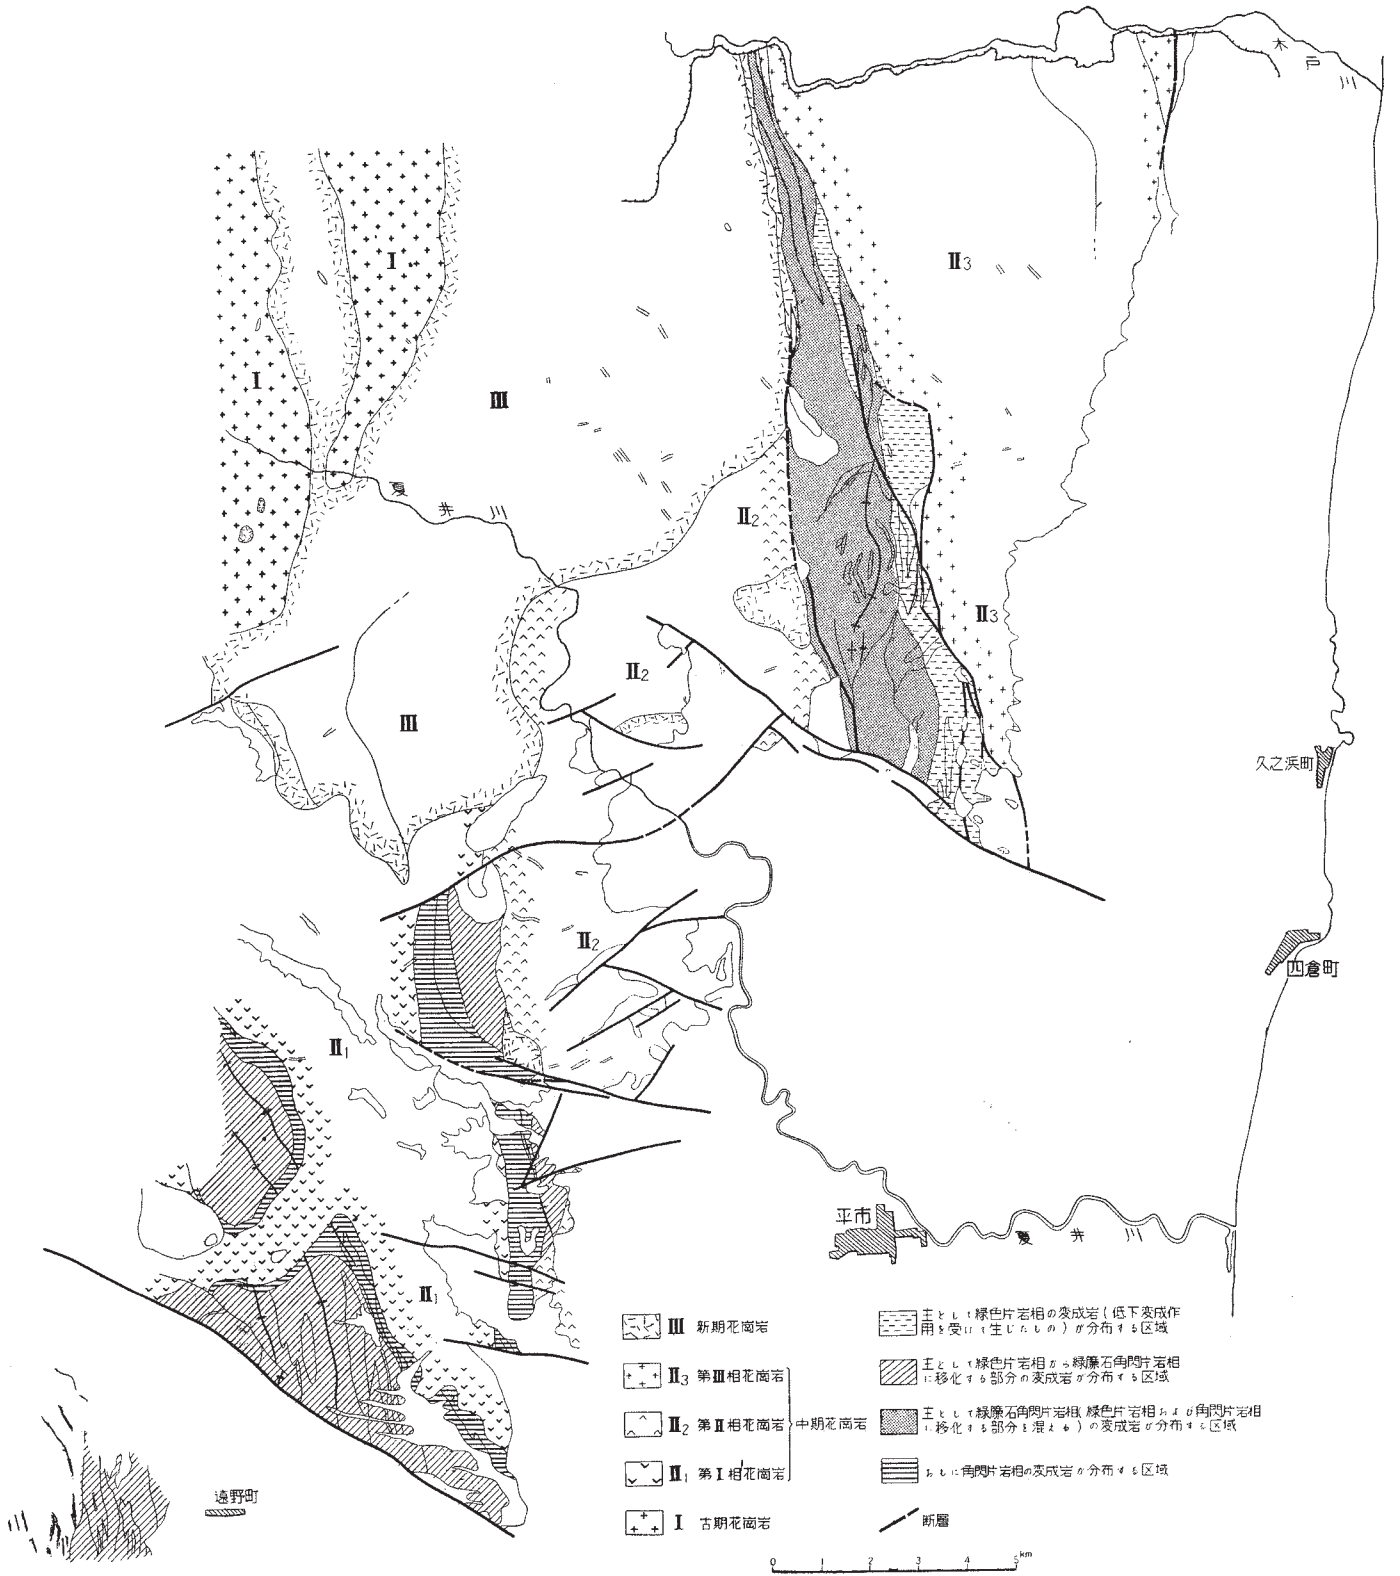 木戸川
I
II3
I
III
夏井川
II2
II3
II2
III
久之浜町
II2
四倉町
II1
平市
夏井川
II1
III 新期花崗岩
II3 第III相花崗岩
II2 第II相花崗岩
中期花崗岩
II1 第I相花崗岩
I 古期花崗岩
主として緑色片岩相の変成岩(低下変成作
用を受けて生じたもの)が分布する区域
主として緑色片岩相から緑簾石角閃片岩相
に移化する部分の変成岩が分布する区域
主として緑簾石角閃片岩相(緑色片岩相および角閃片岩相
に移化する部分を混える)の変成岩が分布する区域
おもに角閃片岩相の変成岩が分布する区域
断層
遠野町
0 1 2 3 4 5km